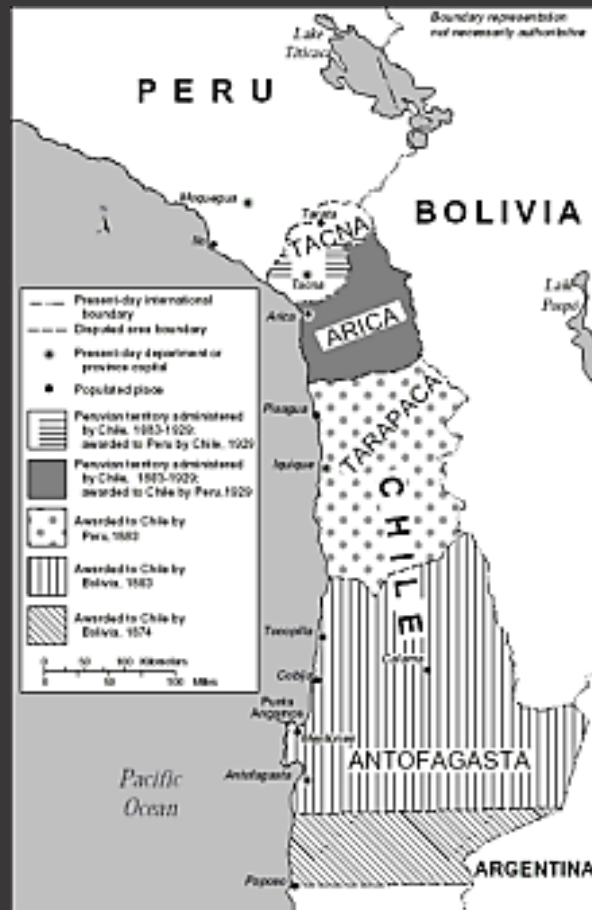 Boundary representation
not necessarily authoritative
Lake
Titicaca
PERU
BOLIVIA
Moquegua
Ilo
Tarata
TACNA
Tacna
Lake
Poopó
Arica
ARICA
Present-day international
boundary
Disputed area boundary
Present-day department or
province capital
Populated place
Peruvian territory administered
by Chile, 1883-1929;
awarded to Peru by Chile, 1929
Peruvian territory administered
by Chile, 1883-1929;
awarded to Chile by Peru, 1929
Awarded to Chile by
Peru, 1883
Awarded to Chile by
Bolivia, 1883
Awarded to Chile by
Bolivia, 1874
0 50 100 Kilometers
0 50 100 Miles
Pisagua
TARAPACÁ
Iquique
CHILE
Tocopilla
Calama
Cobija
Punta
Angamos
Mejillones
ANTOFAGASTA
Antofagasta
Pacific
Ocean
ARGENTINA
Paposo